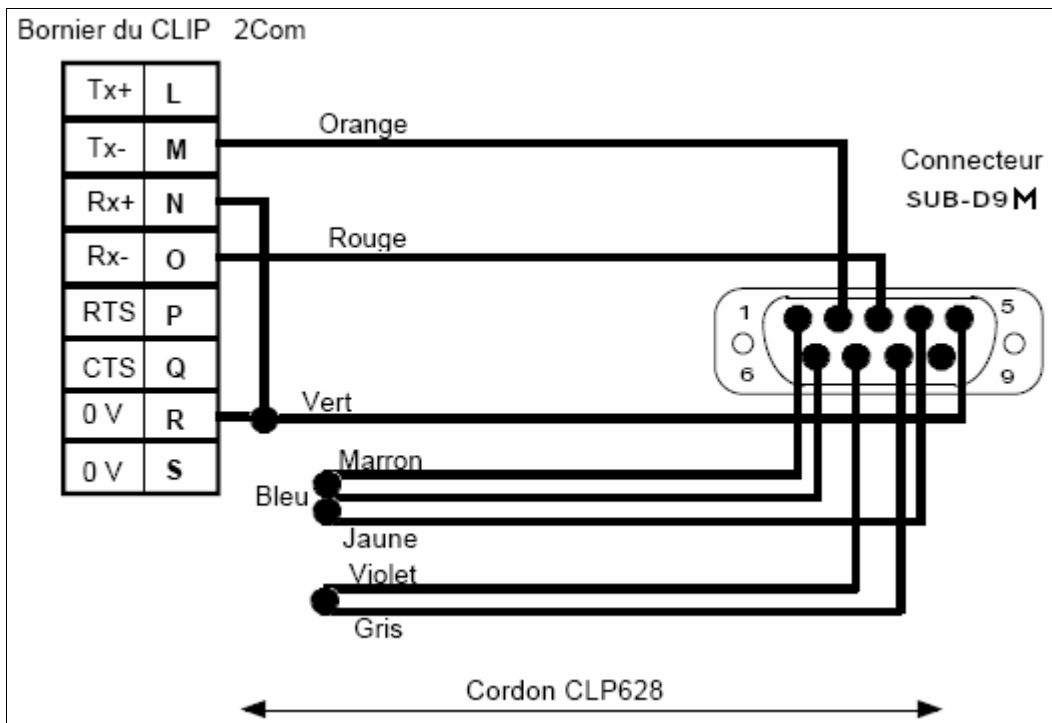 Bornier du CLIP 2Com
Tx+ L
Tx- M
Rx+ N
Rx- O
RTS P
CTS Q
0 V R
0 V S
Orange
Rouge
Connecteur
SUB-D9M
1 5
6 9
Vert
Marron
Bleu
Jaune
Violet
Gris
Cordon CLP628